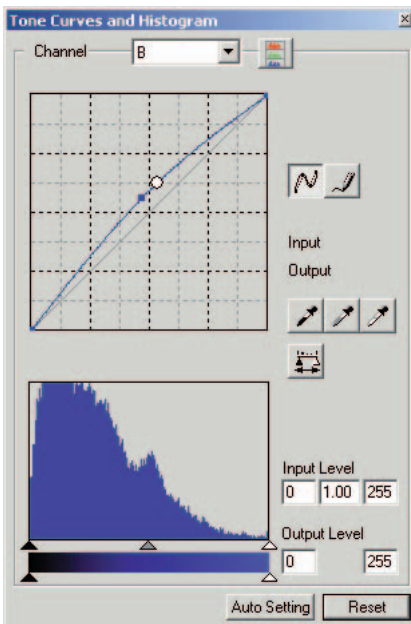 Tone Curves and Histogram
Channel B
Input
Output
Input Level
0 1.00 255
Output Level
0 255
Auto Setting Reset